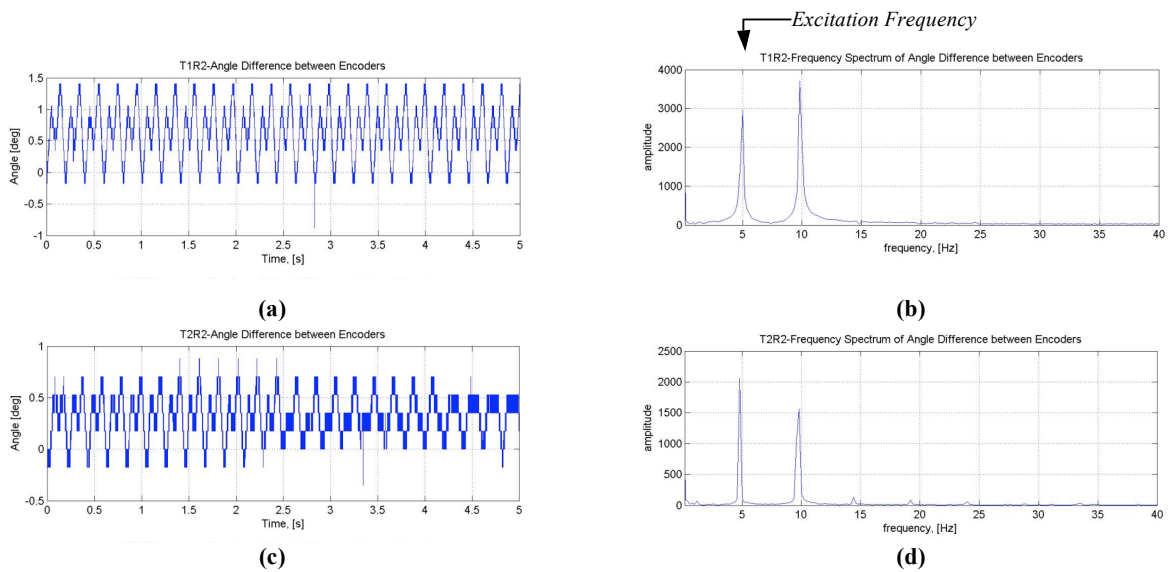 Excitation Frequency
T1R2-Angle Difference between Encoders
1.5
1
0.5
0
-0.5
-1
Angle [deg]
0 0.5 1 1.5 2 2.5 3 3.5 4 4.5 5
Time, [s]
(a)
T1R2-Frequency Spectrum of Angle Difference between Encoders
4000
3000
2000
1000
0
amplitude
5 10 15 20 25 30 35 40
frequency, [Hz]
(b)
T2R2-Angle Difference between Encoders
1
0.5
0
-0.5
Angle [deg]
0 0.5 1 1.5 2 2.5 3 3.5 4 4.5 5
Time, [s]
(c)
T2R2-Frequency Spectrum of Angle Difference between Encoders
2500
2000
1500
1000
500
0
amplitude
5 10 15 20 25 30 35 40
frequency, [Hz]
(d)